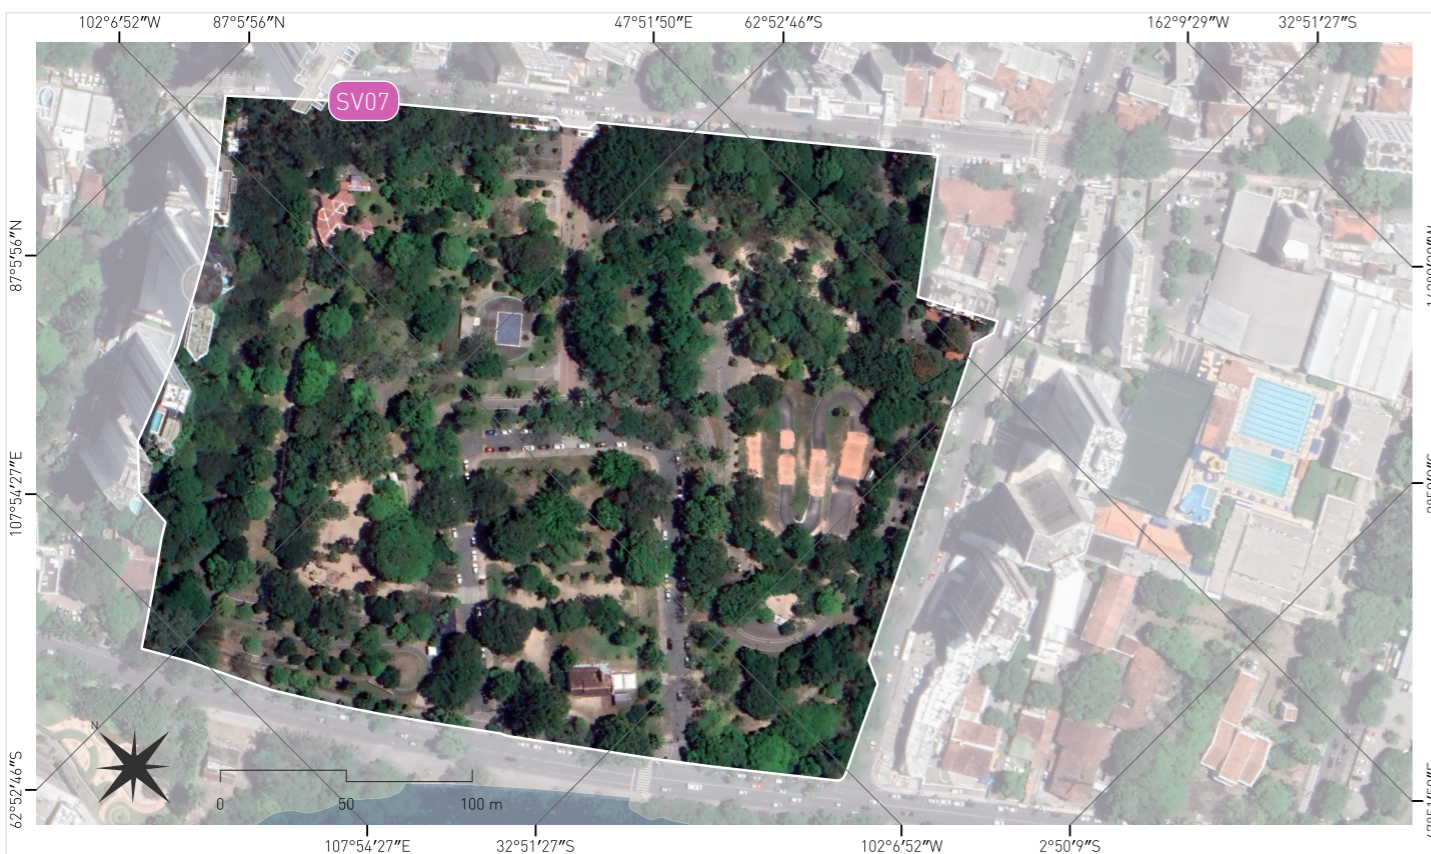 102°6′52″W 87°5′56″N 47°51′50″E 62°52′46″S 162°9′29″W 32°51′27″S
SV07
87°5′56″N
107°54′27″E
62°52′46″S
N
0 50 100 m
107°54′27″E 32°51′27″S 102°6′52″W 2°50′9″S